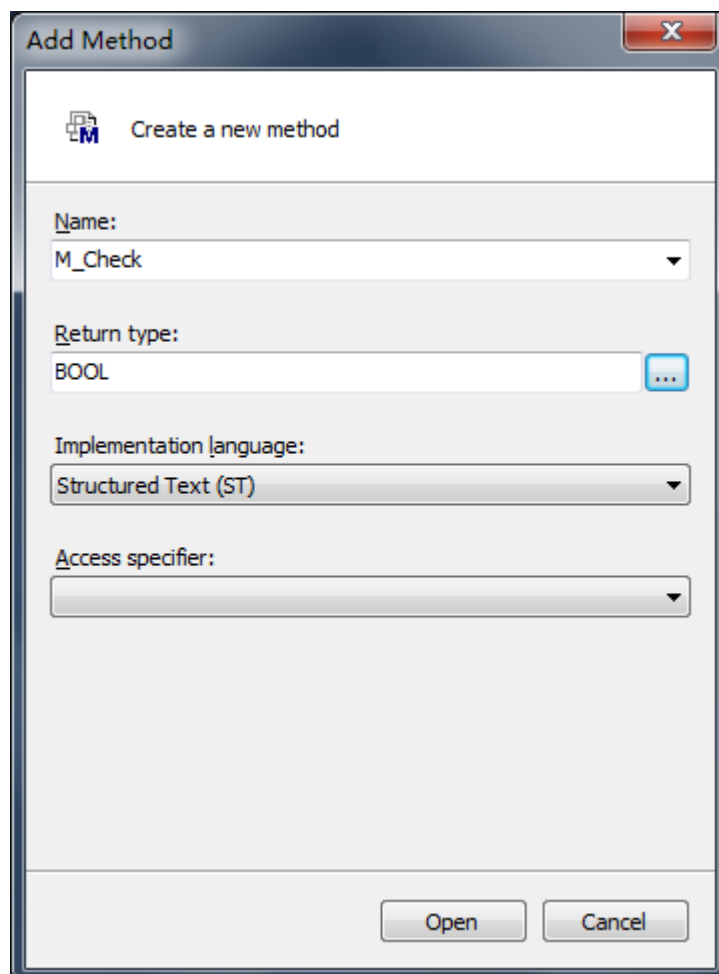 Add Method
Create a new method
Name:
M_Check
Return type:
BOOL
...
Implementation language:
Structured Text (ST)
Access specifier:
Open Cancel